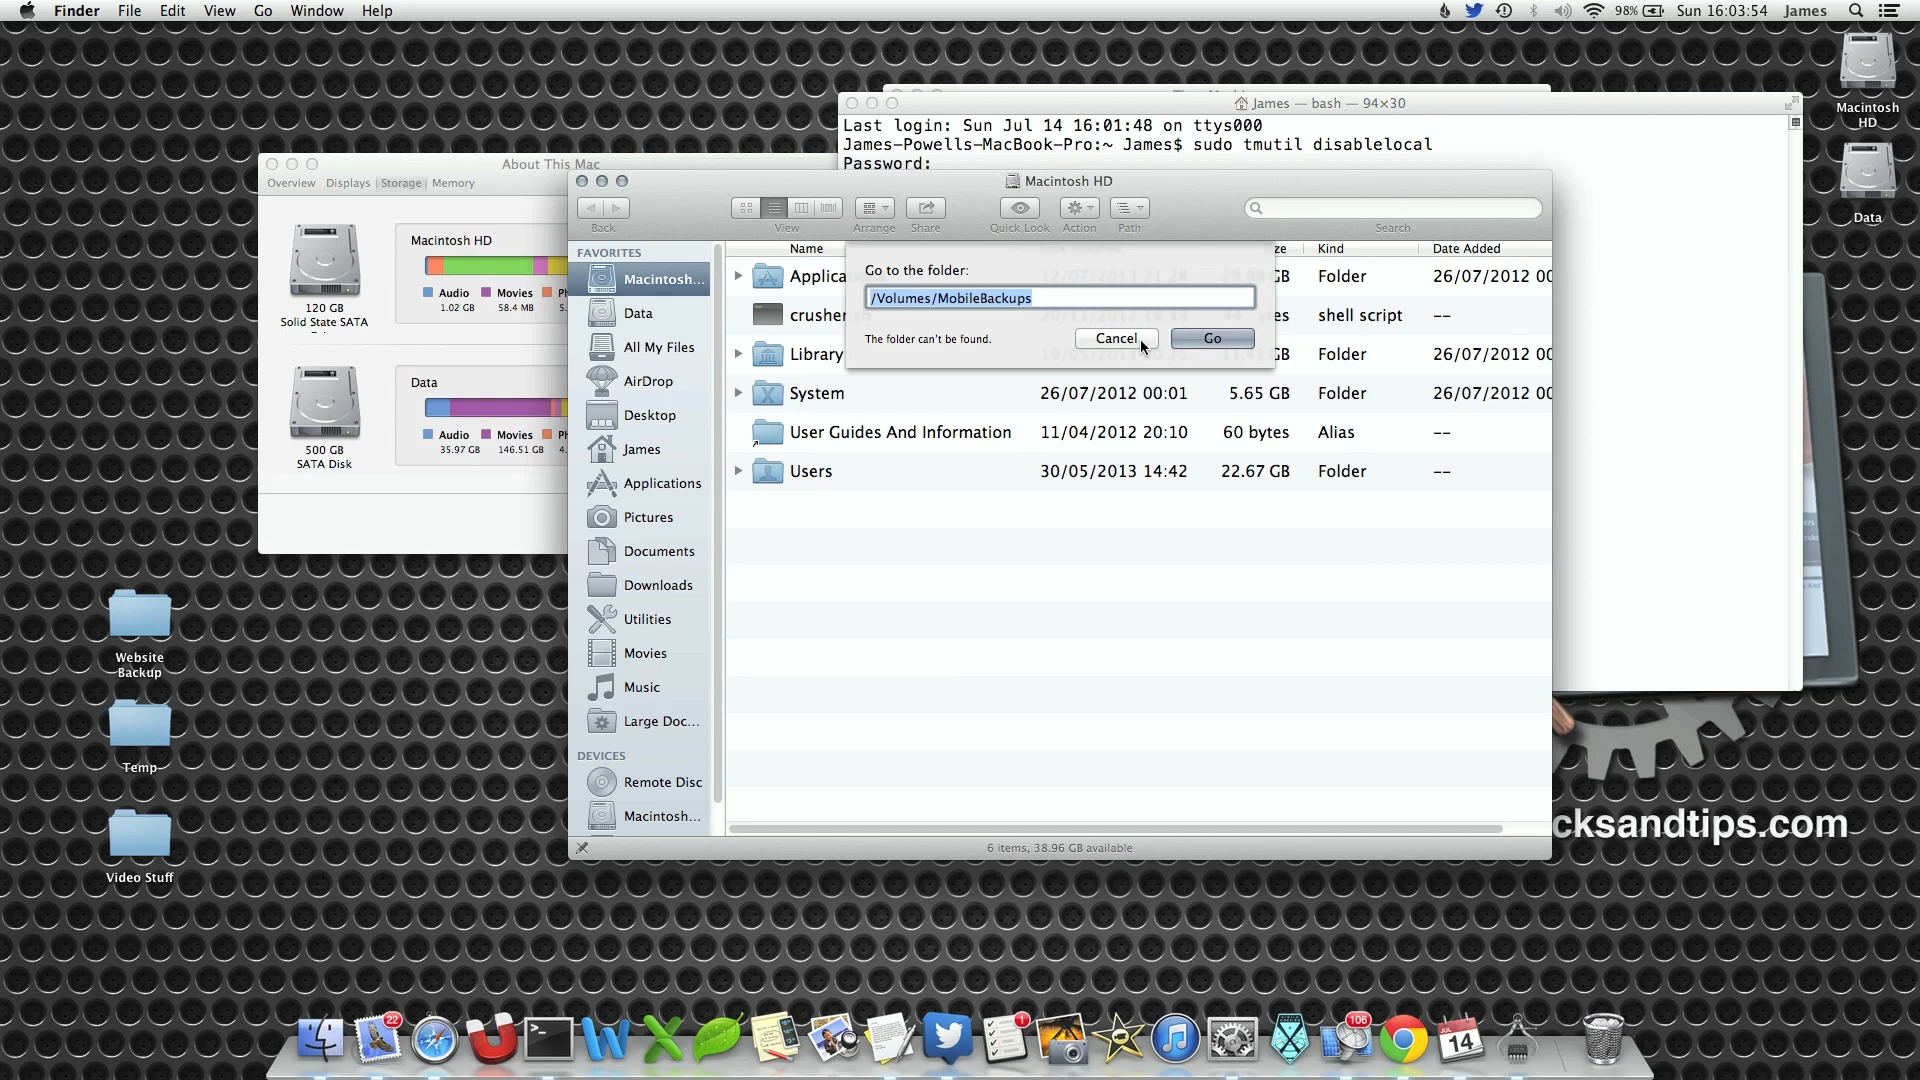 Finder File Edit View Go Window Help
98% Sun 16:03:54 James
Macintosh
HD
Data
James — bash — 94×30
Last login: Sun Jul 14 16:01:48 on ttys000
James-Powells-MacBook-Pro:~ James$ sudo tmutil disablelocal
Password:
About This Mac
Overview Displays Storage Memory
Macintosh HD
Audio Movies
1.02 GB 58.4 MB
120 GB
Solid State SATA
Data
Audio Movies
35.97 GB 146.51 GB
500 GB
SATA Disk
Macintosh HD
Back View Arrange Share Quick Look Action Path Search
FAVORITES
Macintosh...
Data
All My Files
AirDrop
Desktop
James
Applications
Pictures
Documents
Downloads
Utilities
Movies
Music
Large Doc...
DEVICES
Remote Disc
Macintosh...
Name Kind Date Added
Applica GB Folder 26/07/2012 00
crusher shell script --
Library GB Folder 26/07/2012 00
System 26/07/2012 00:01 5.65 GB Folder 26/07/2012 00
User Guides And Information 11/04/2012 20:10 60 bytes Alias --
Users 30/05/2013 14:42 22.67 GB Folder --
Go to the folder:
/Volumes/MobileBackups
The folder can't be found.
Cancel Go
6 items, 38.96 GB available
Website
Backup
Temp
Video Stuff
cksandtips.com
22
1
106
JUL
14